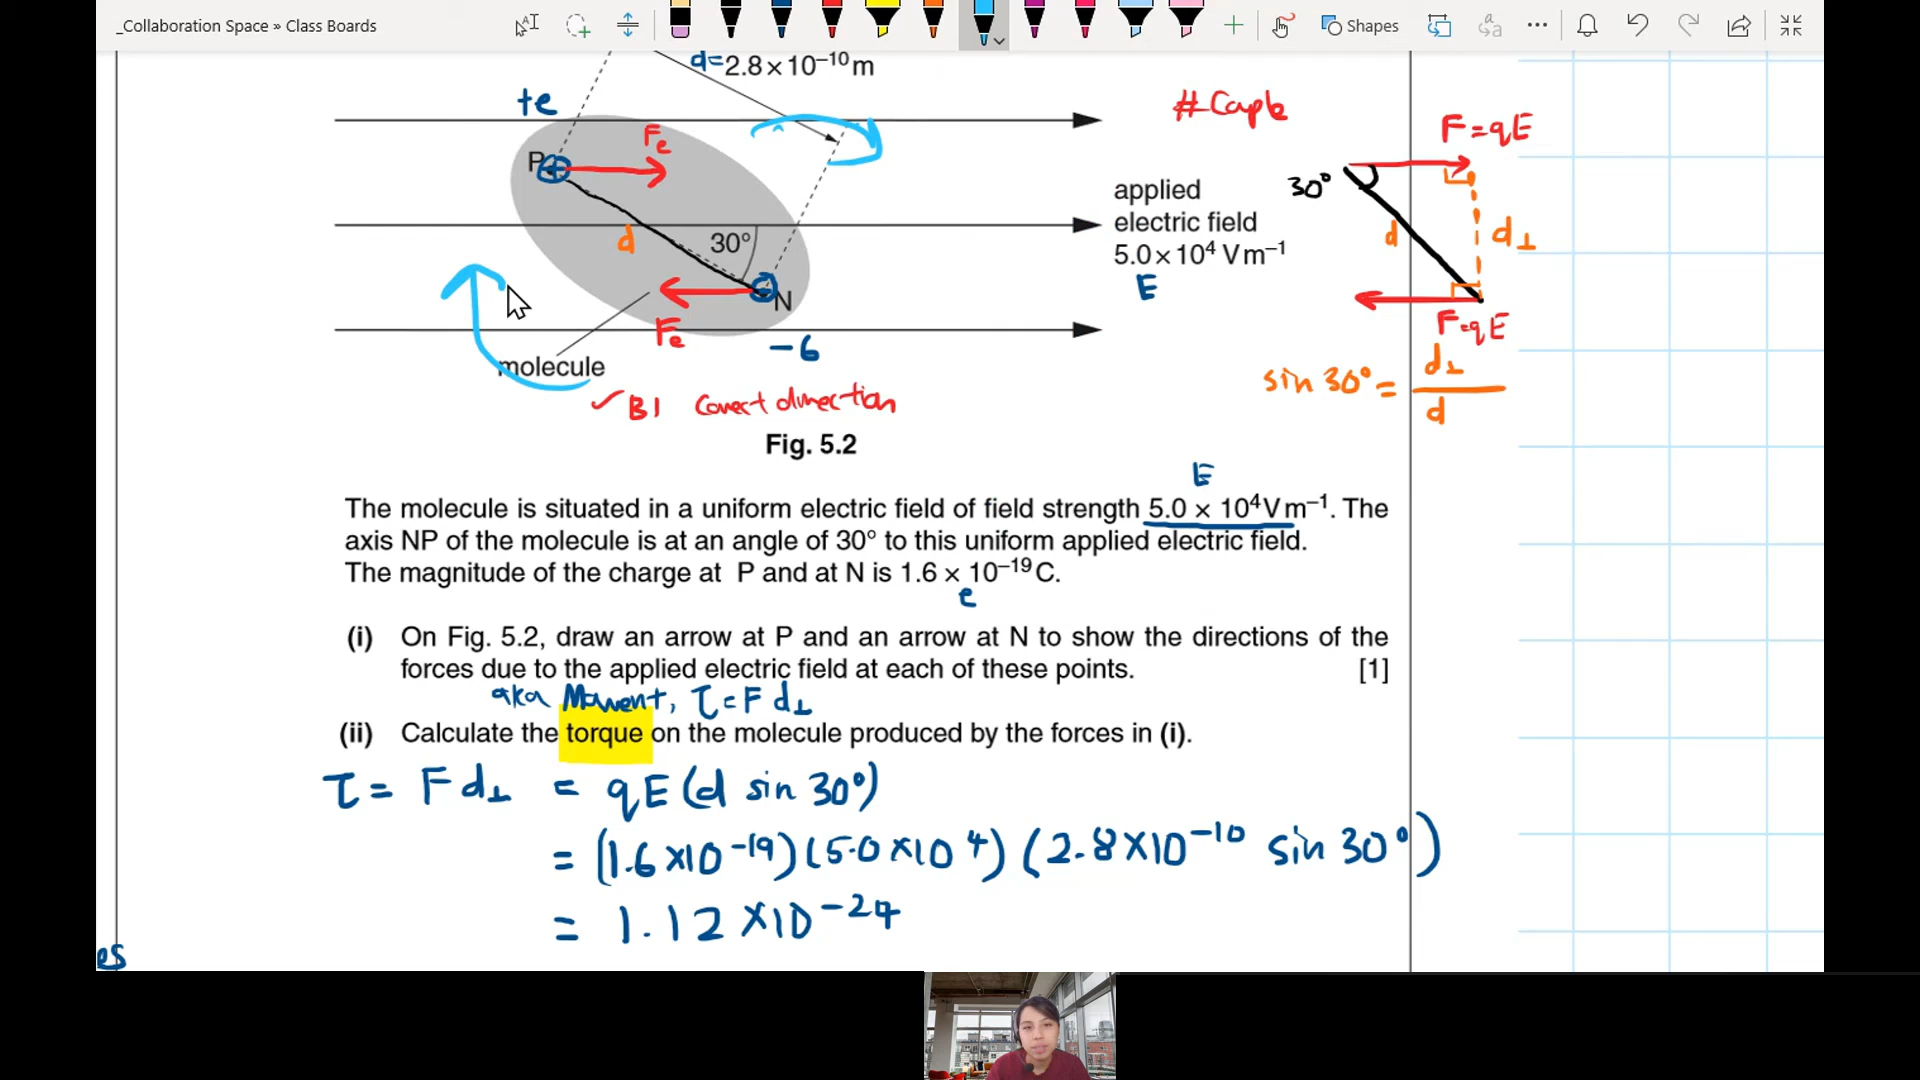 _Collaboration Space » Class Boards
Shapes
d=2.8×10⁻¹⁰m
+e
#Couple
F=qE
Fe
P
applied
electric field
5.0×10⁴Vm⁻¹
E
30°
d
30°
d
d⊥
N
Fe
-e
molecule
F=qE
sin 30° = d⊥/d
✓B1 Correct direction
Fig. 5.2
E
The molecule is situated in a uniform electric field of field strength 5.0 × 10⁴Vm⁻¹. The
axis NP of the molecule is at an angle of 30° to this uniform applied electric field.
The magnitude of the charge at P and at N is 1.6 × 10⁻¹⁹C.
e
(i) On Fig. 5.2, draw an arrow at P and an arrow at N to show the directions of the
forces due to the applied electric field at each of these points. [1]
aka Moment, τ=F d⊥
(ii) Calculate the torque on the molecule produced by the forces in (i).
τ = F d⊥ = qE(d sin 30°)
= (1.6×10⁻¹⁹)(5.0×10⁴)(2.8×10⁻¹⁰ sin 30°)
= 1.12×10⁻²⁴
es